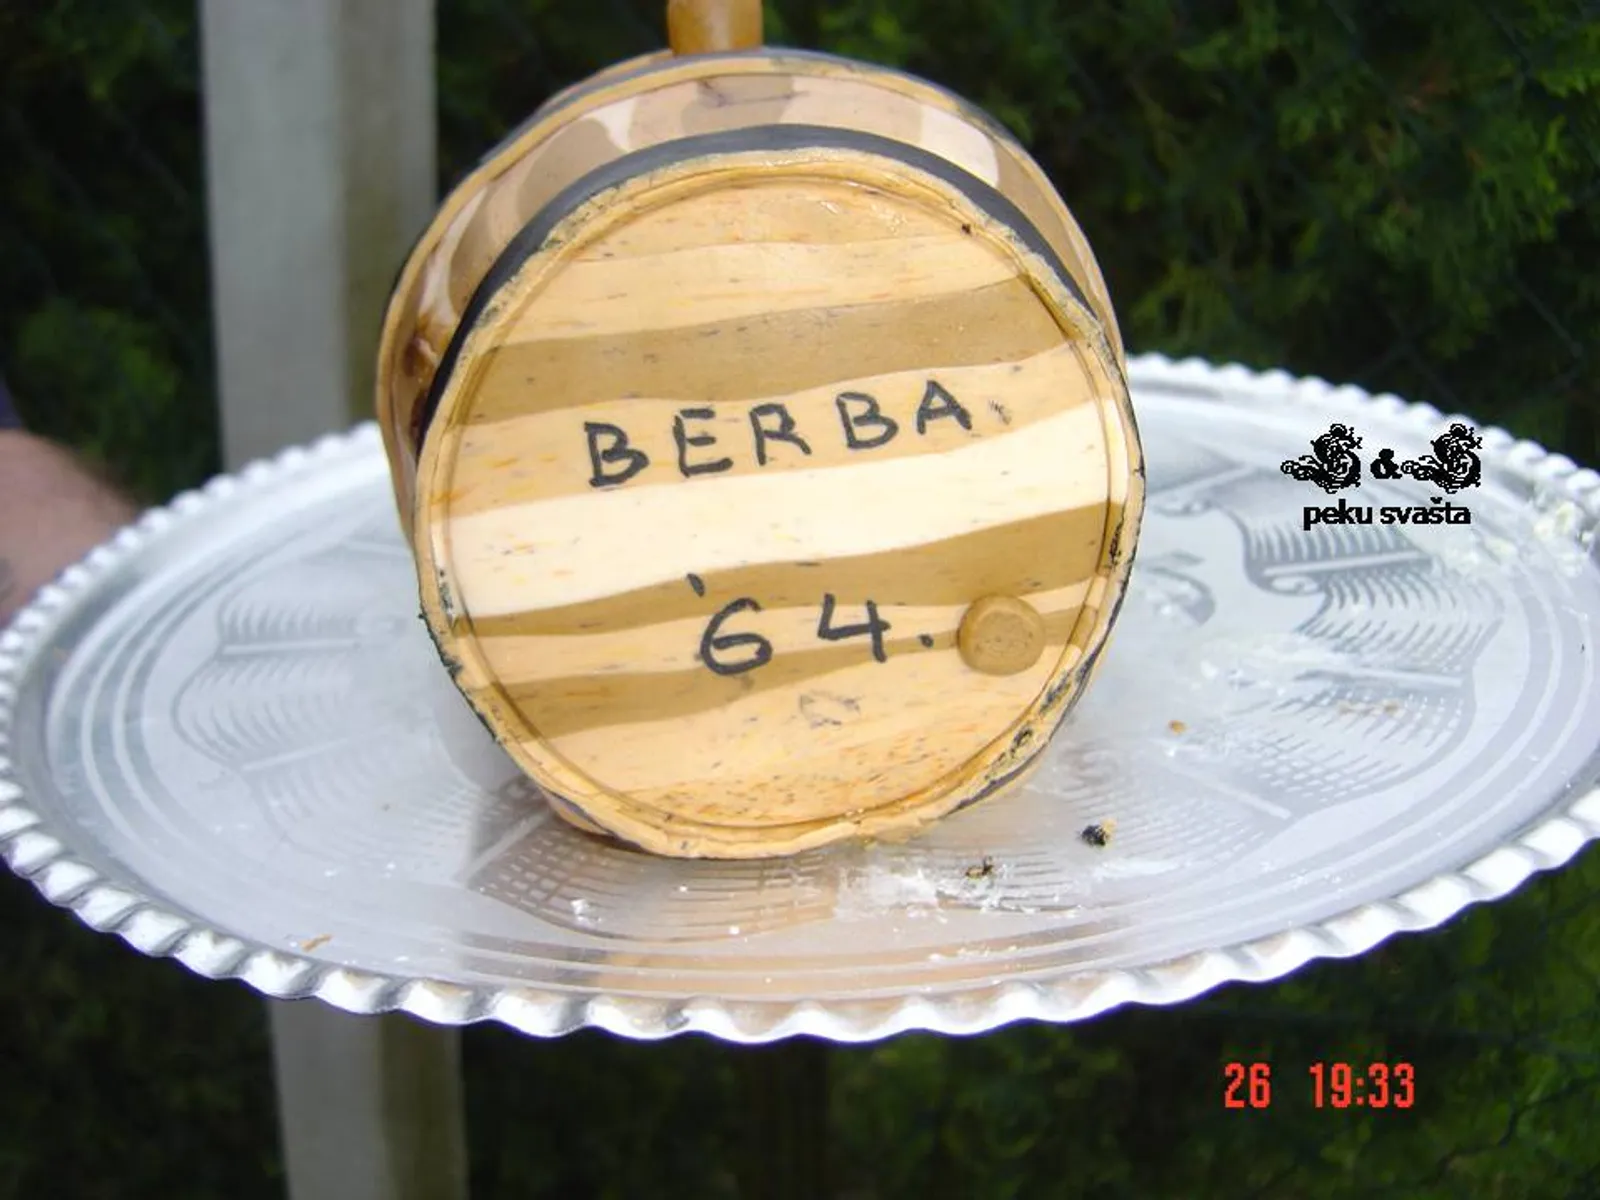 BERBA
'64.
S & S
peku svašta
26 19:33